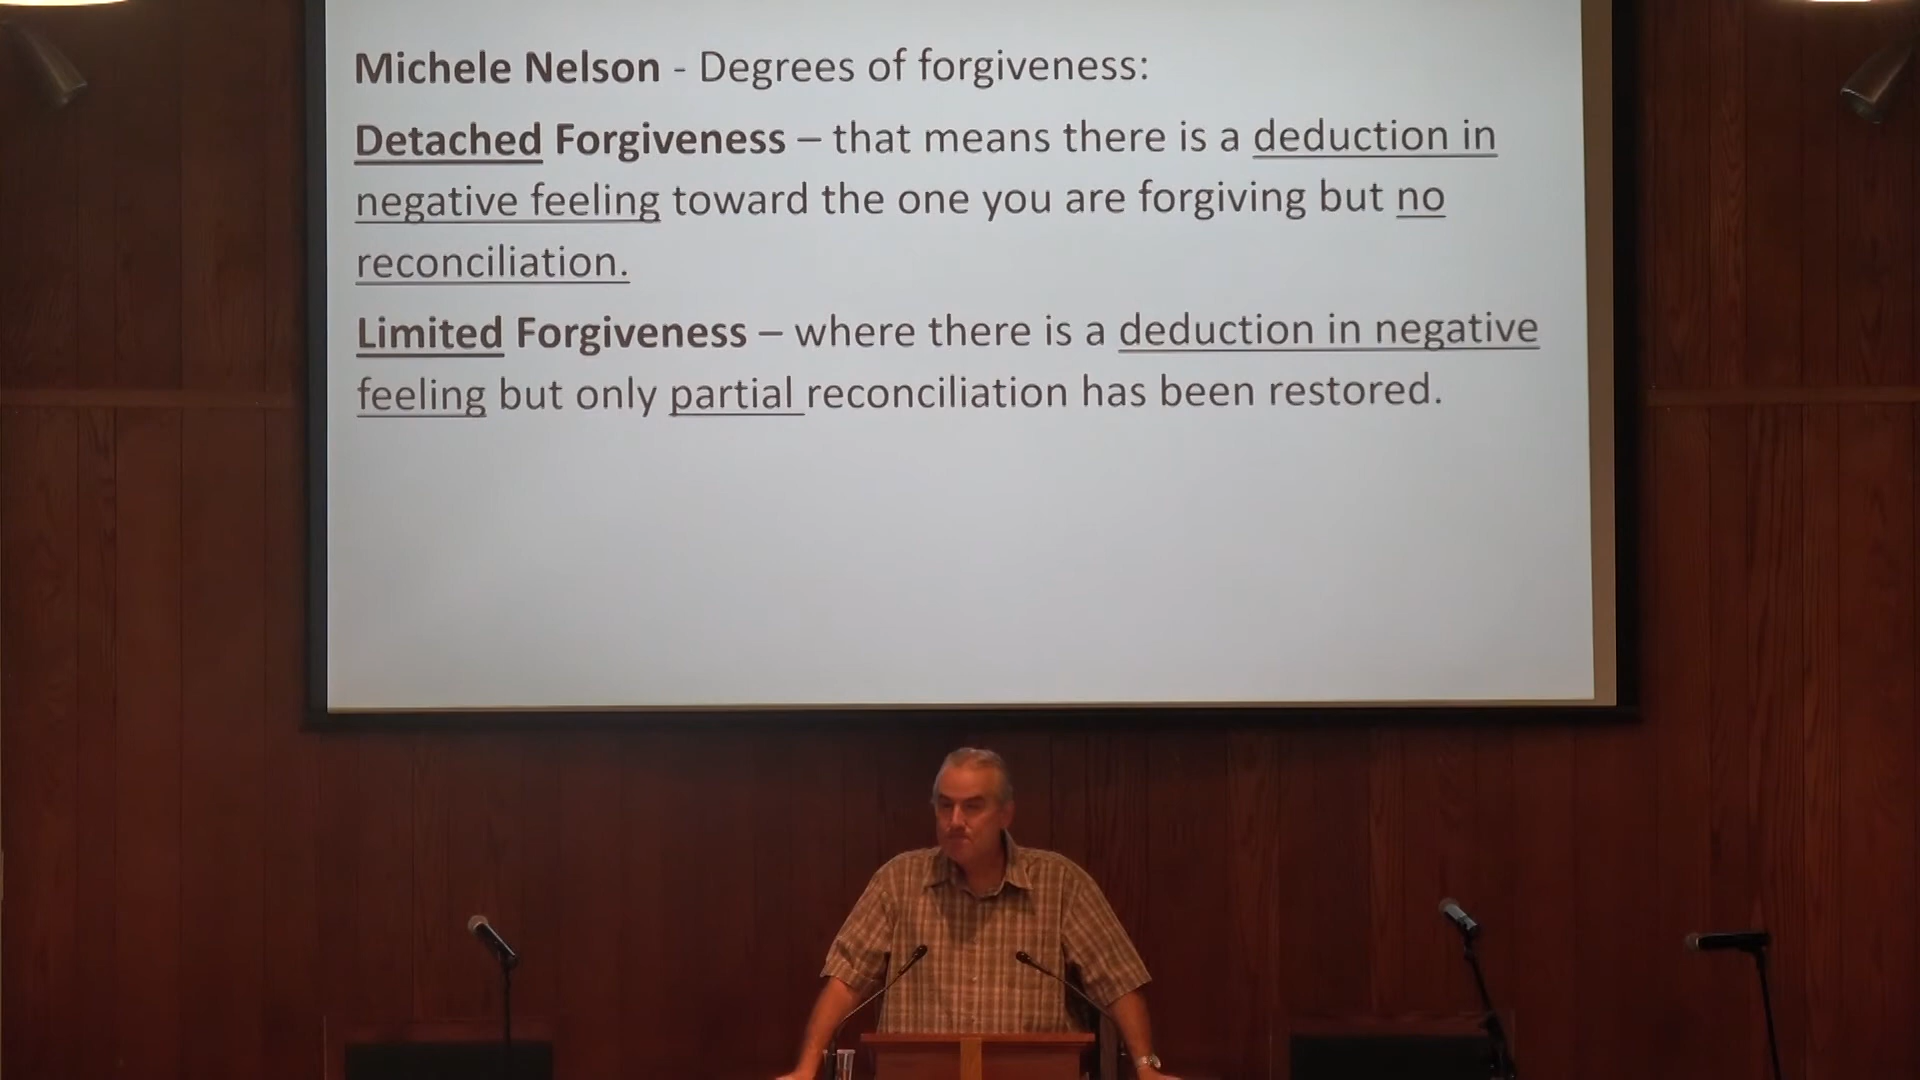 Michele Nelson - Degrees of forgiveness:
Detached Forgiveness – that means there is a deduction in
negative feeling toward the one you are forgiving but no
reconciliation.
Limited Forgiveness – where there is a deduction in negative
feeling but only partial reconciliation has been restored.